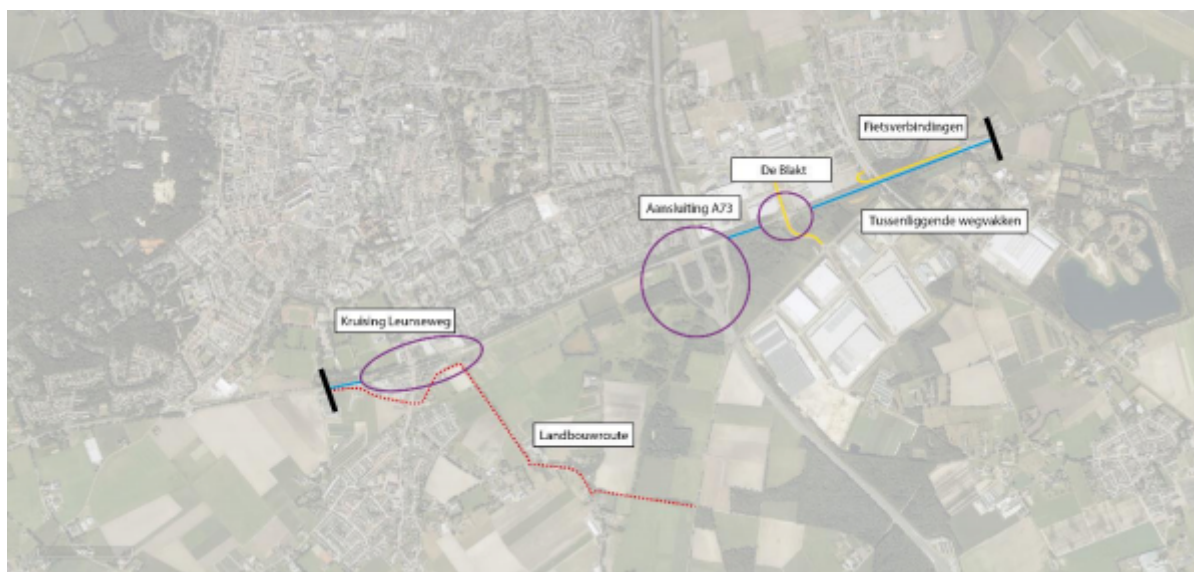 Fietsverbindingen
De Blakt
Aansluiting A73
Tussenliggende wegvakken
Kruising Leunseweg
Landbouwroute